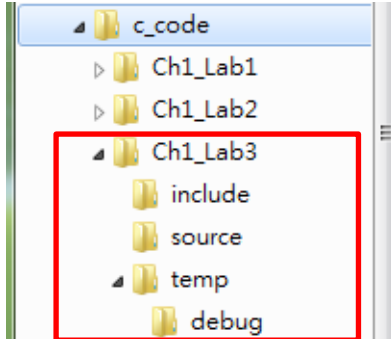 c_code
Ch1_Lab1
Ch1_Lab2
Ch1_Lab3
include
source
temp
debug